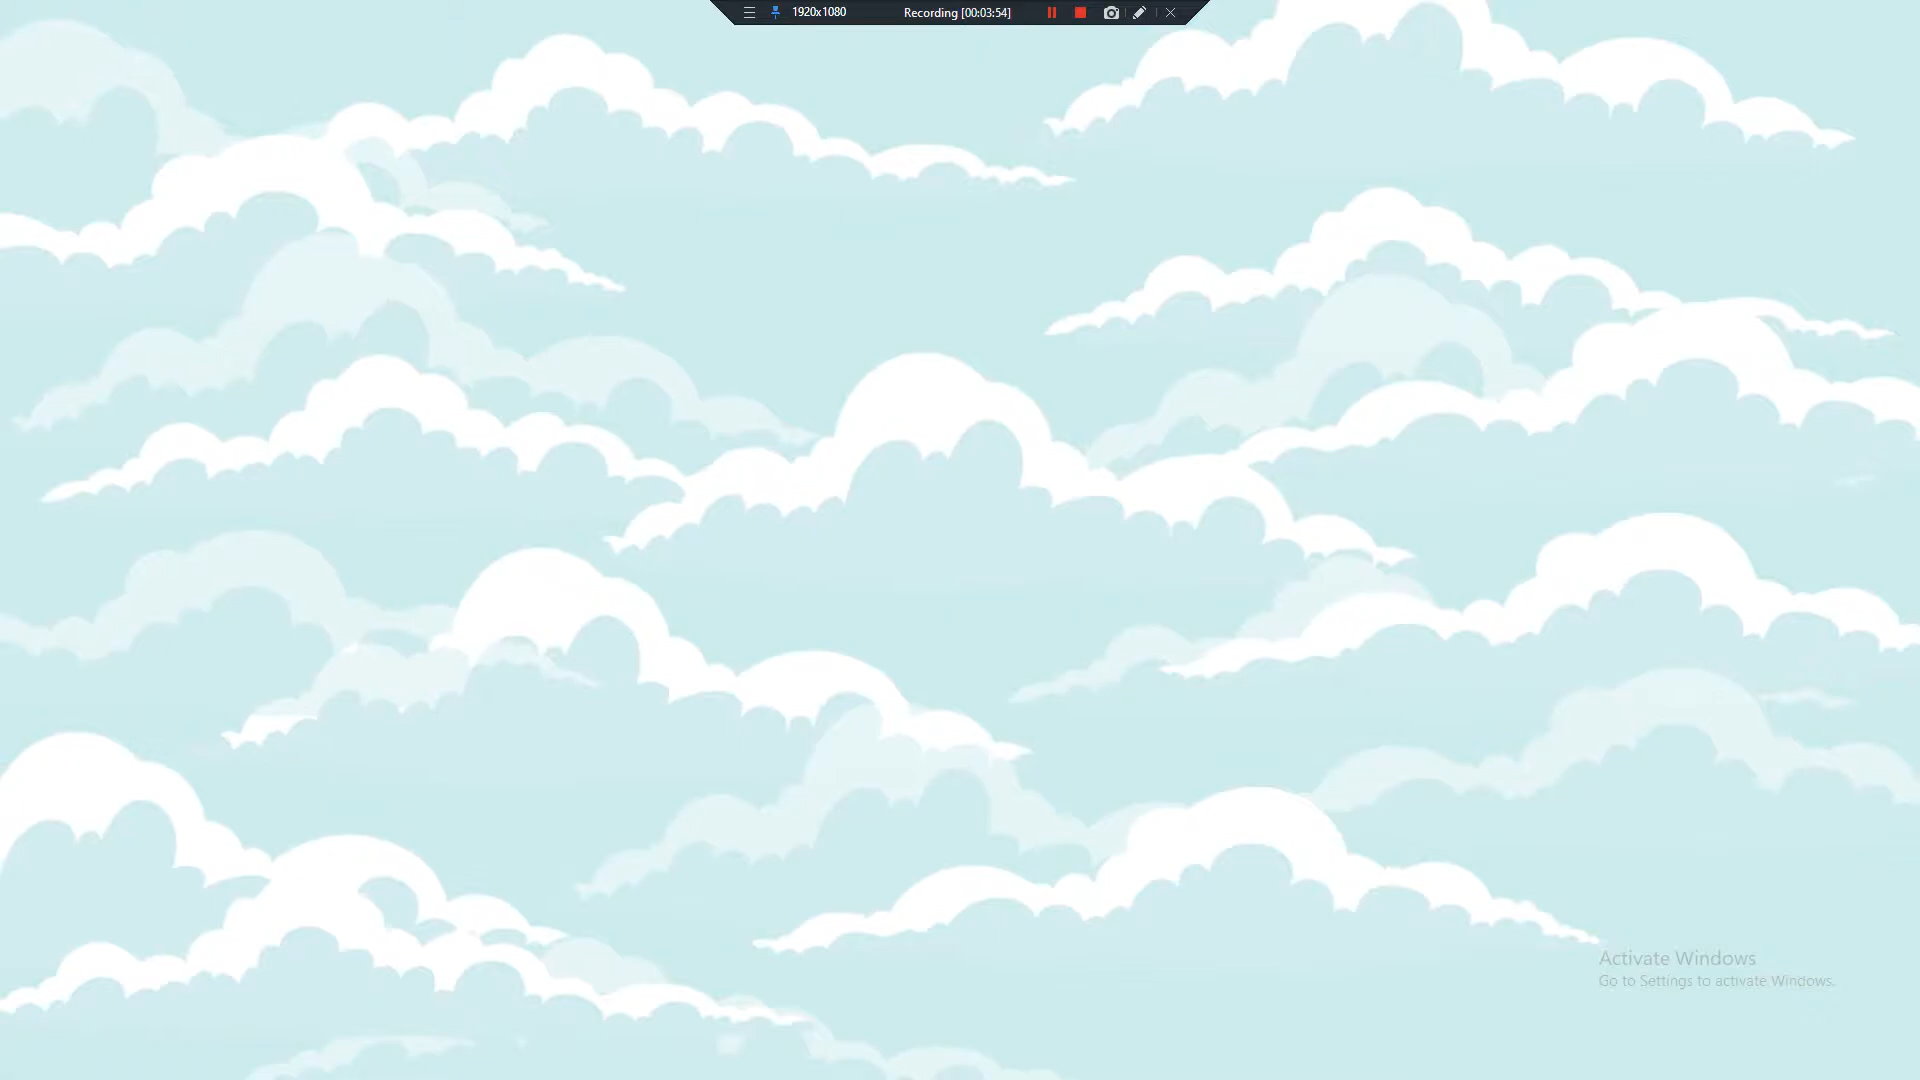 1920x1080 Recording [00:03:54]
Activate Windows
Go to Settings to activate Windows.